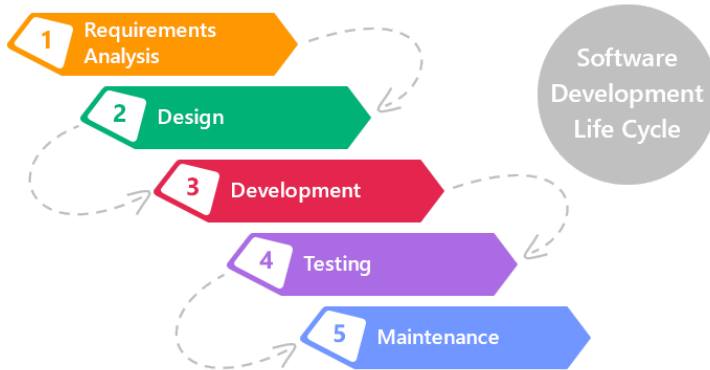 1
Requirements
Analysis
2
Design
3
Development
4
Testing
5
Maintenance
Software
Development
Life Cycle